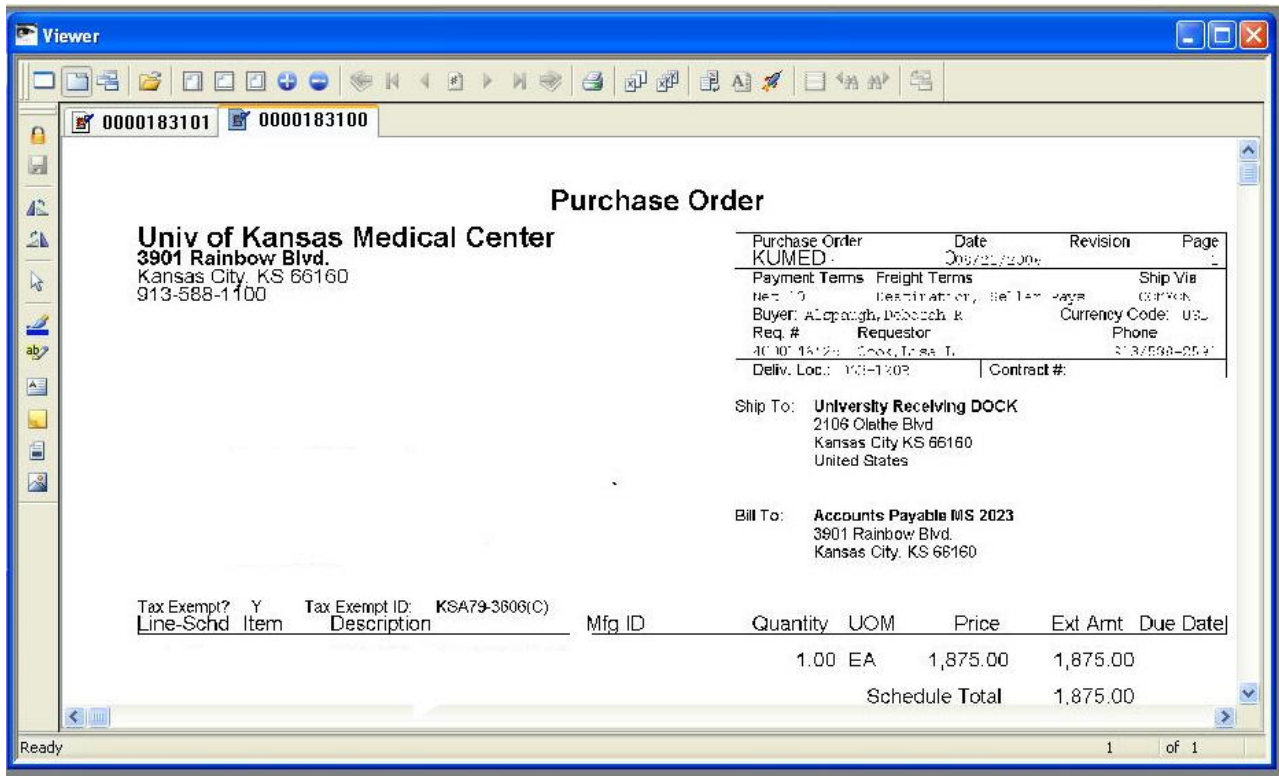 Viewer
0000183101 0000183100
Purchase Order
Univ of Kansas Medical Center
3901 Rainbow Blvd.
Kansas City, KS 66160
913-588-1100
Purchase Order Date Revision Page
KUMED
Payment Terms Freight Terms Ship Via
Destination, Seller Pays
Buyer: Currency Code:
Req. # Requestor Phone
Deliv. Loc.: Contract #:
Ship To: University Receiving DOCK
2106 Olathe Blvd
Kansas City KS 66160
United States
Bill To: Accounts Payable MS 2023
3901 Rainbow Blvd.
Kansas City, KS 66160
Tax Exempt? Y Tax Exempt ID: KSA79-3606(C)
Line-Schd Item Description Mfg ID Quantity UOM Price Ext Amt Due Date
1.00 EA 1,875.00 1,875.00
Schedule Total 1,875.00
Ready 1 of 1